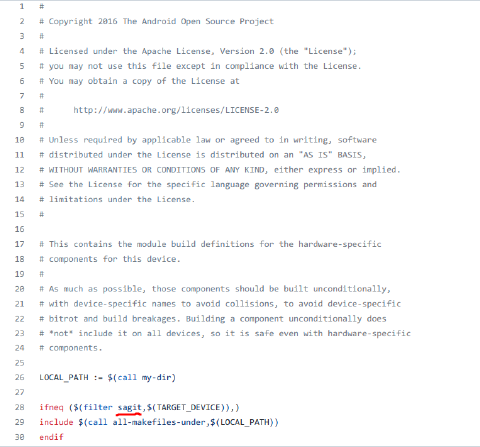 1 #
2 # Copyright 2016 The Android Open Source Project
3 #
4 # Licensed under the Apache License, Version 2.0 (the "License");
5 # you may not use this file except in compliance with the License.
6 # You may obtain a copy of the License at
7 #
8 #      http://www.apache.org/licenses/LICENSE-2.0
9 #
10 # Unless required by applicable law or agreed to in writing, software
11 # distributed under the License is distributed on an "AS IS" BASIS,
12 # WITHOUT WARRANTIES OR CONDITIONS OF ANY KIND, either express or implied.
13 # See the License for the specific language governing permissions and
14 # limitations under the License.
15 #
16
17 # This contains the module build definitions for the hardware-specific
18 # components for this device.
19 #
20 # As much as possible, those components should be built unconditionally,
21 # with device-specific names to avoid collisions, to avoid device-specific
22 # bitrot and build breakages. Building a component unconditionally does
23 # *not* include it on all devices, so it is safe even with hardware-specific
24 # components.
25
26 LOCAL_PATH := $(call my-dir)
27
28 ifneq ($(filter sagit,$(TARGET_DEVICE)),)
29 include $(call all-makefiles-under,$(LOCAL_PATH))
30 endif